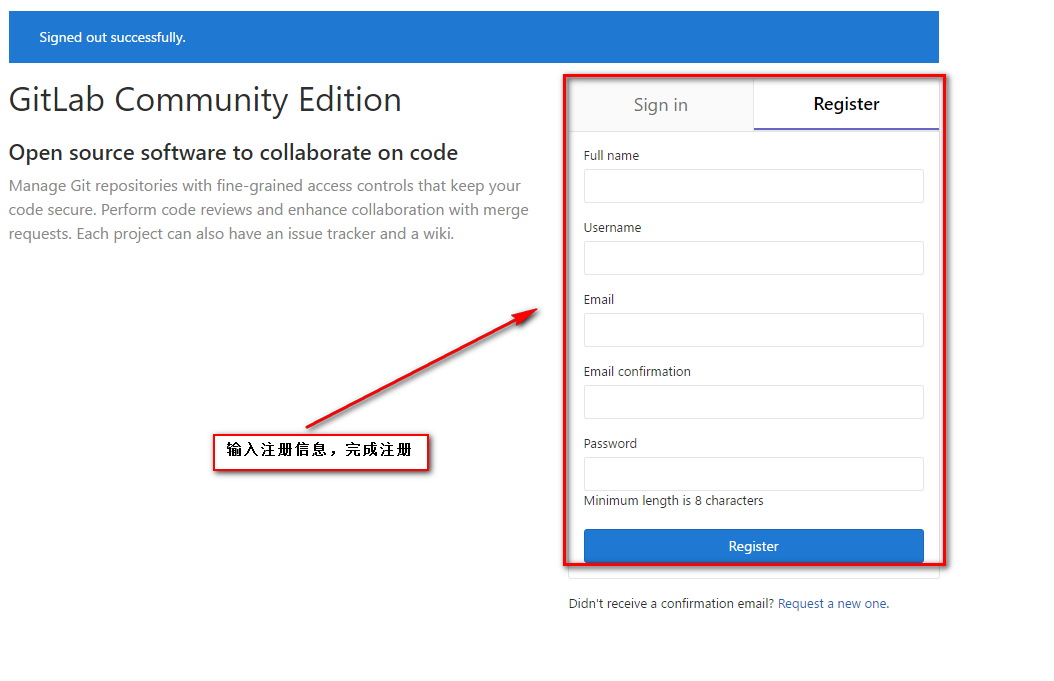 Signed out successfully.
GitLab Community Edition
Open source software to collaborate on code
Manage Git repositories with fine-grained access controls that keep your
code secure. Perform code reviews and enhance collaboration with merge
requests. Each project can also have an issue tracker and a wiki.
输入注册信息，完成注册
Sign in
Register
Full name
Username
Email
Email confirmation
Password
Minimum length is 8 characters
Register
Didn't receive a confirmation email? Request a new one.